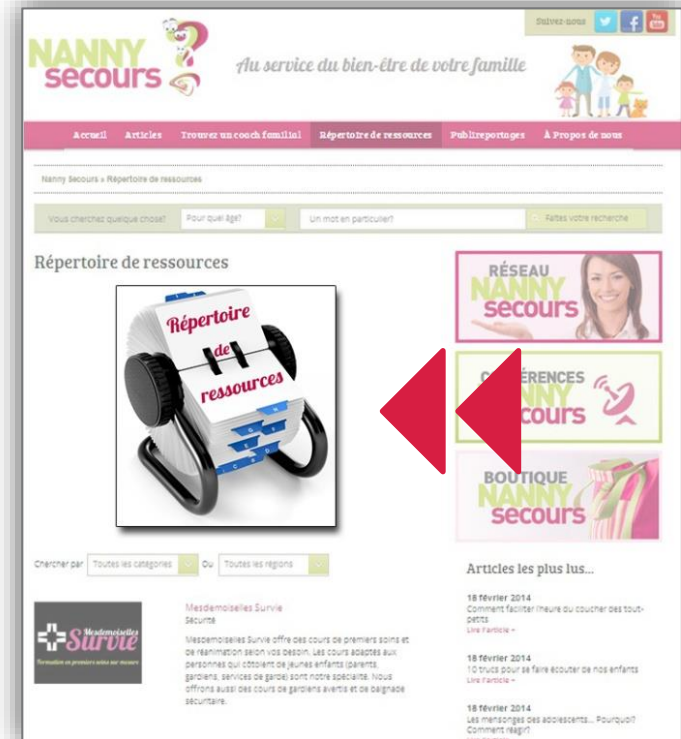 Suivez-nous
You
Tube
NANNY
secours
Au service du bien-être de votre famille
Accueil Articles Trouvez un coach familial Répertoire de ressources Publireportages À Propos de nous
Nanny Secours » Répertoire de ressources
Vous cherchez quelque chose? Pour quel âge? Un mot en particulier? Faites votre recherche
Répertoire de ressources
Répertoire
de
ressources
RÉSEAU
NANNY
secours
BOUTIQUE
NANNY
secours
Chercher par Toutes les catégories Ou Toutes les régions
Mesdemoiselles
Survie
Formation en premiers soins sur mesure
Mesdemoiselles Survie
Sécurité
Mesdemoiselles Survie offre des cours de premiers soins et
de réanimation selon vos besoin. Les cours adaptés aux
personnes qui côtoient de jeunes enfants (parents,
gardiens, services de garde) sont notre spécialité. Nous
offrons aussi des cours de gardiens avertis et de baignade
sécuritaire.
Articles les plus lus...
18 février 2014
Comment faciliter l'heure du coucher des tout-
petits
Lire l'article
18 février 2014
10 trucs pour se faire écouter de nos enfants
Lire l'article
18 février 2014
Les mensonges des adolescents... Pourquoi?
Comment réagir?